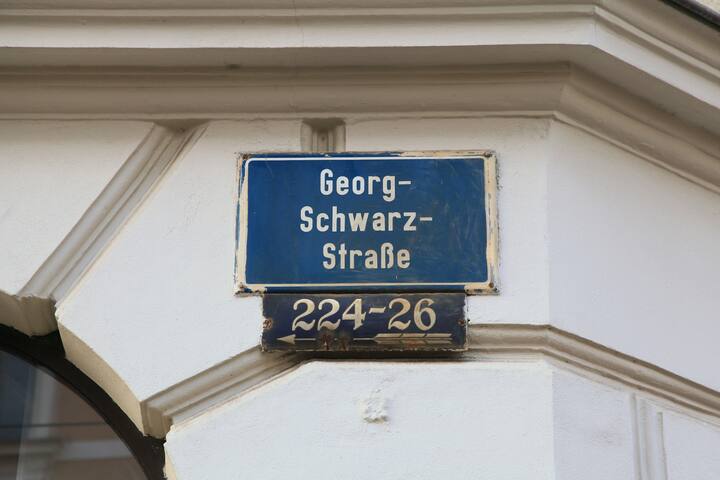 Georg-
Schwarz-
Straße
224-26